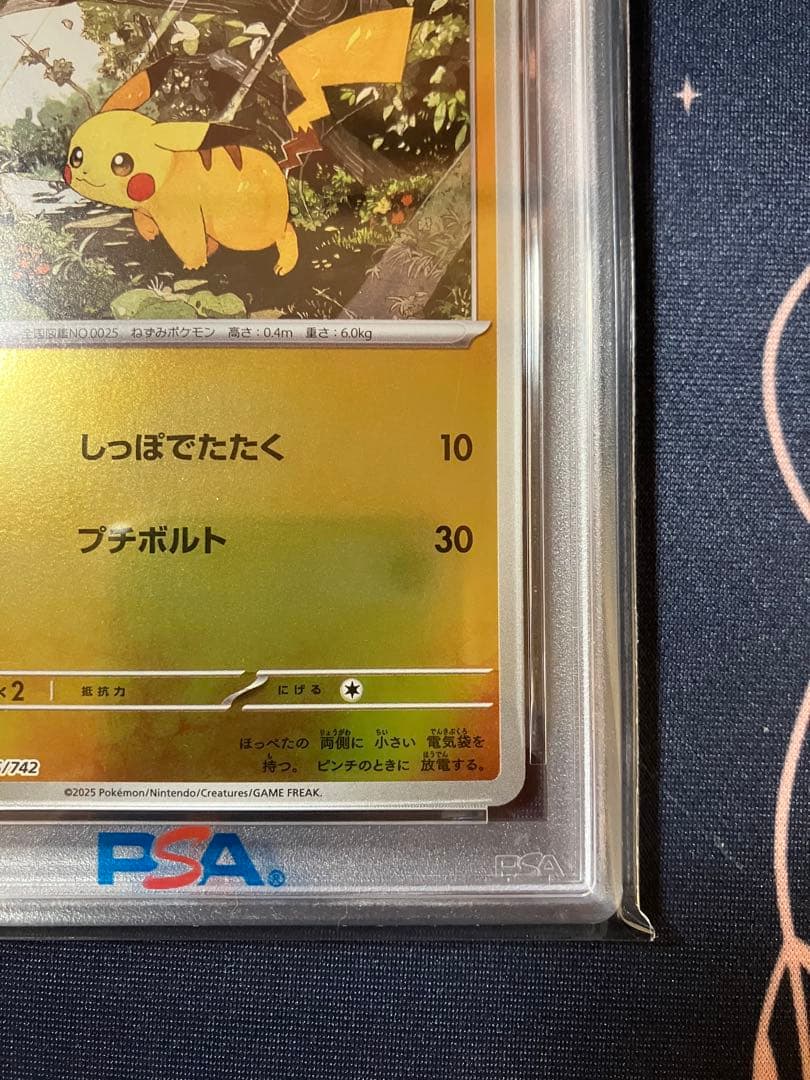 全国図鑑NO.0025 ねずみポケモン 高さ:0.4m 重さ:6.0kg
しっぽでたたく 10
プチボルト 30
×2 抵抗力 にげる
ほっぺたの 両側に 小さい 電気袋を
持つ。 ピンチのときに 放電する。
/742
©2025 Pokémon/Nintendo/Creatures/GAME FREAK.
PSA®
PSA